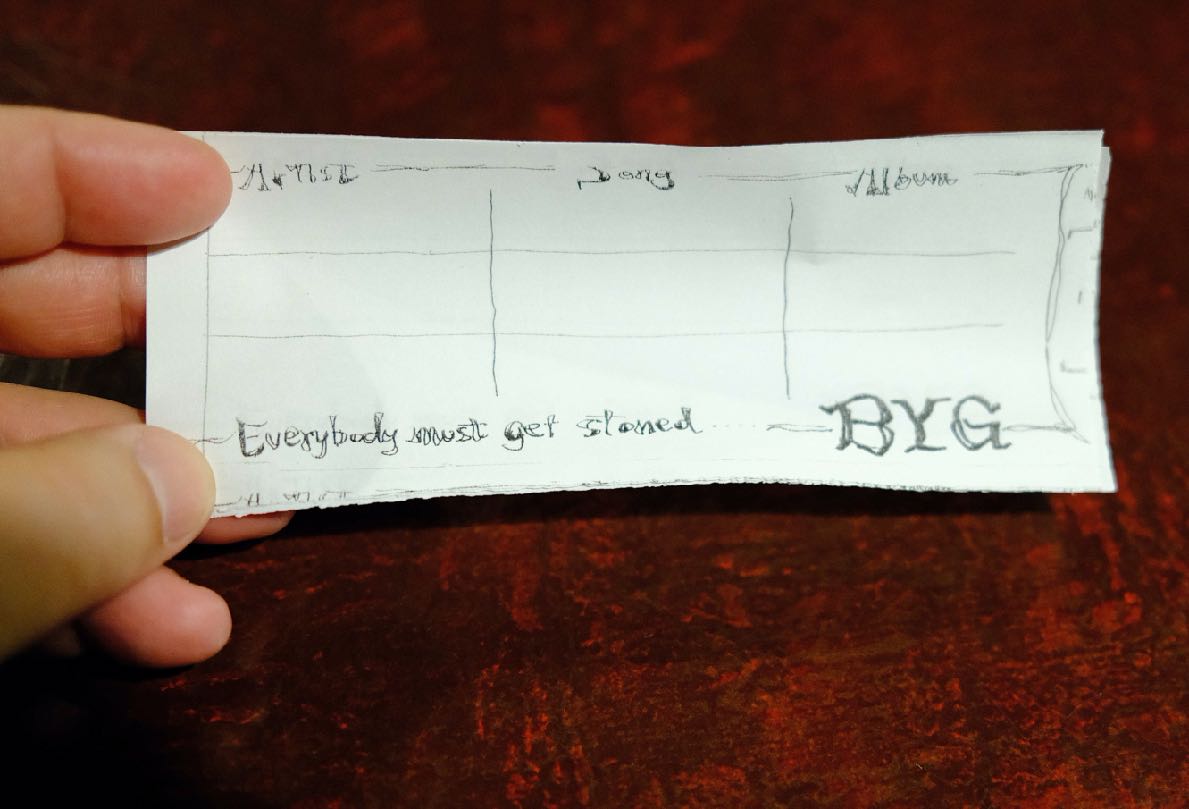 Artist Song Album
Everybody must get stoned BYG